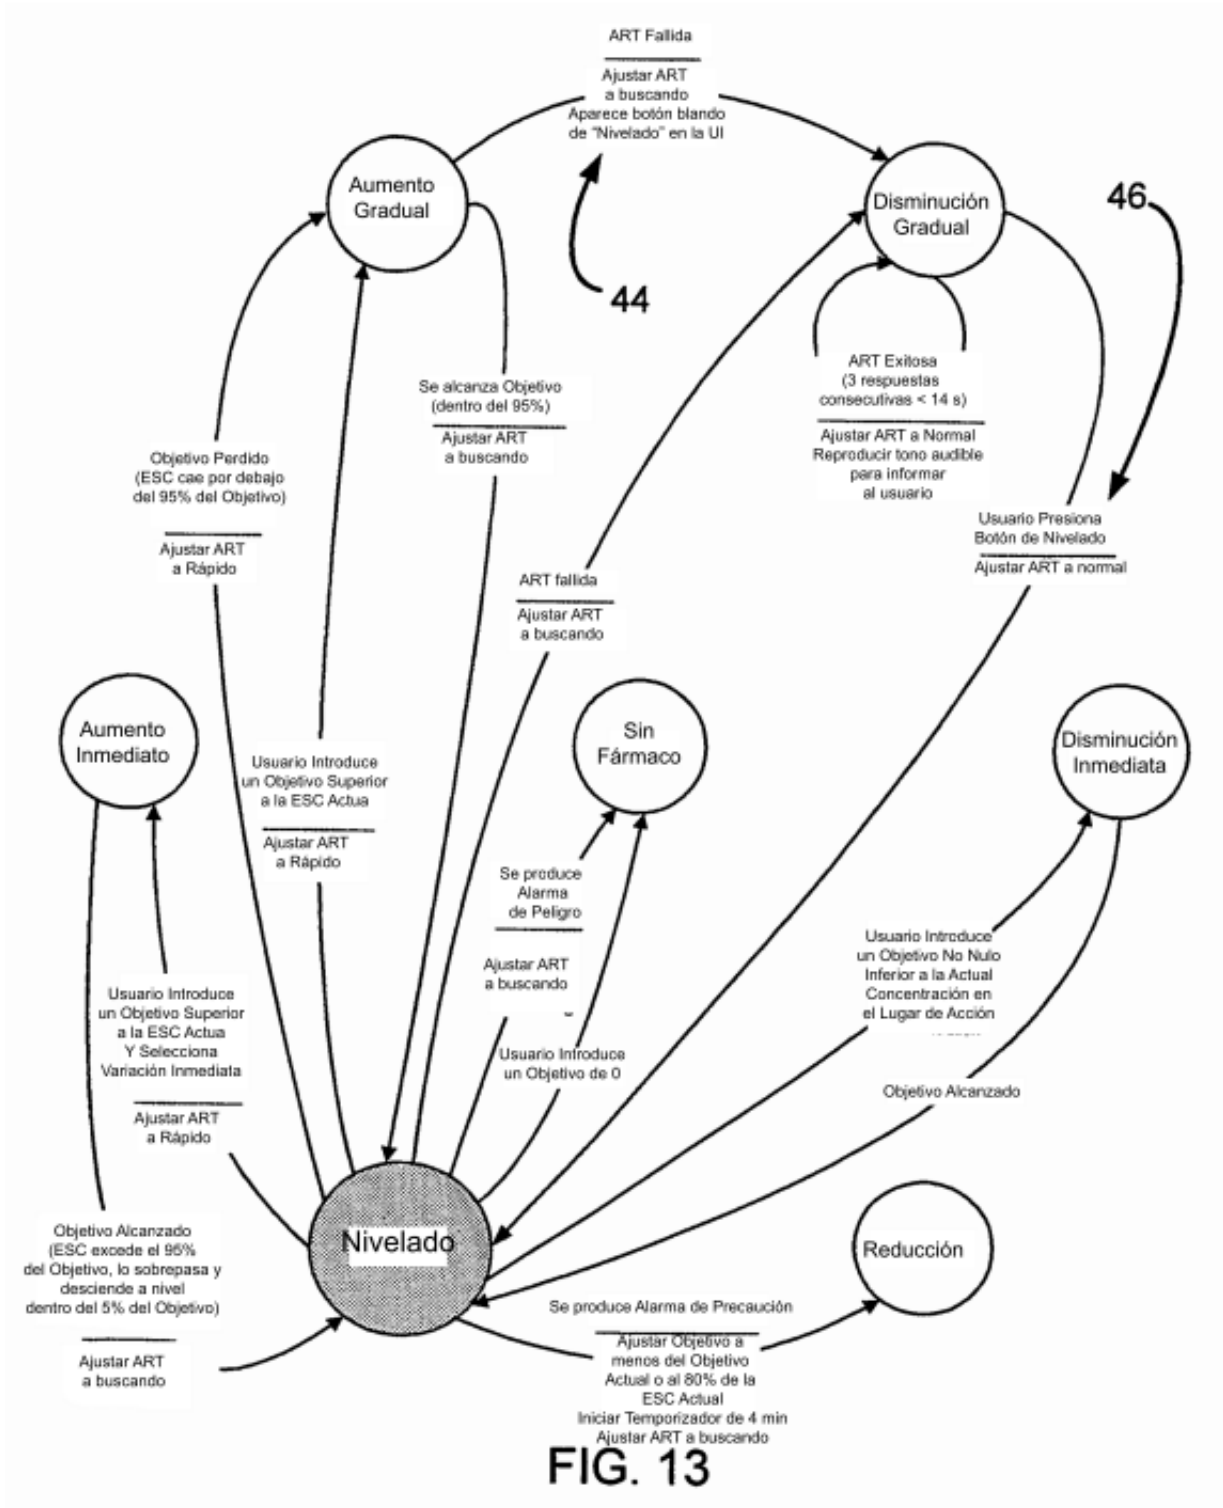 ART Fallida
Ajustar ART
a buscando
Aparece botón blando
de "Nivelado" en la UI
Aumento
Gradual
Disminución
Gradual
46
44
ART Exitosa
(3 respuestas
consecutivas < 14 s)
Ajustar ART a Normal
Reproducir tono audible
para informar
al usuario
Se alcanza Objetivo
(dentro del 95%)
Ajustar ART
a buscando
Objetivo Perdido
(ESC cae por debajo
del 95% del Objetivo)
Ajustar ART
a Rápido
Usuario Presiona
Botón de Nivelado
Ajustar ART a normal
ART fallida
Ajustar ART
a buscando
Aumento
Inmediato
Usuario Introduce
un Objetivo Superior
a la ESC Actua
Ajustar ART
a Rápido
Sin
Fármaco
Disminución
Inmediata
Se produce
Alarma
de Peligro
Ajustar ART
a buscando
Usuario Introduce
un Objetivo de 0
Usuario Introduce
un Objetivo No Nulo
Inferior a la Actual
Concentración en
el Lugar de Acción
Objetivo Alcanzado
Usuario Introduce
un Objetivo Superior
a la ESC Actua
Y Selecciona
Variación Inmediata
Ajustar ART
a Rápido
Objetivo Alcanzado
(ESC excede el 95%
del Objetivo, lo sobrepasa y
desciende a nivel
dentro del 5% del Objetivo)
Ajustar ART
a buscando
Nivelado
Reducción
Se produce Alarma de Precaución
Ajustar Objetivo a
menos del Objetivo
Actual o al 80% de la
ESC Actual
Iniciar Temporizador de 4 min
Ajustar ART a buscando
FIG. 13